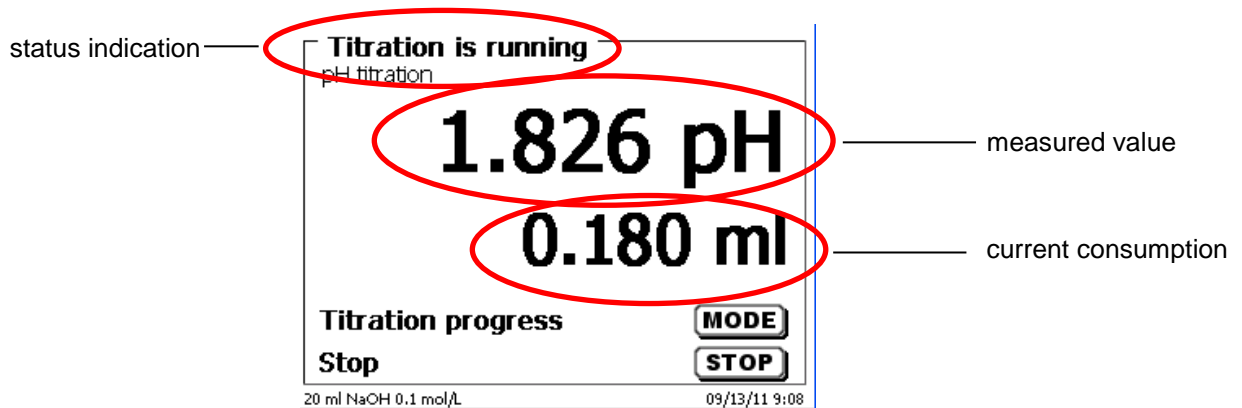 status indication
Titration is running
pH titration
1.826 pH
measured value
0.180 ml
current consumption
Titration progress MODE
Stop STOP
20 ml NaOH 0.1 mol/L 09/13/11 9:08